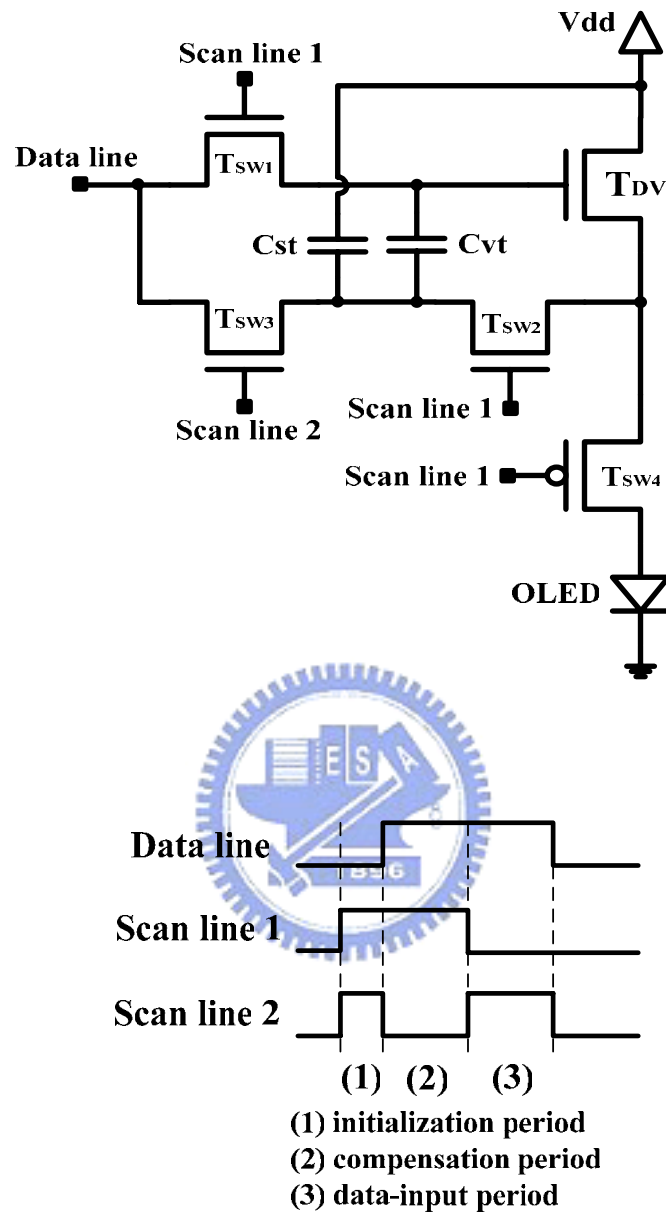 Vdd
Scan line 1
Data line
TSW1
TDV
Cst
Cvt
TSW3
TSW2
Scan line 1
Scan line 2
Scan line 1
TSW4
OLED
E S A
1896
Data line
Scan line 1
Scan line 2
(1) (2) (3)
(1) initialization period
(2) compensation period
(3) data-input period